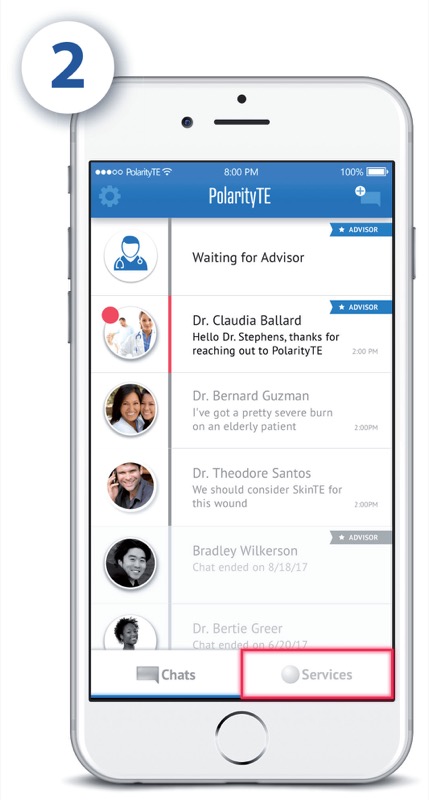 2
PolarityTE
8:00 PM
100%
PolarityTE
ADVISOR
Waiting for Advisor
ADVISOR
Dr. Claudia Ballard
Hello Dr. Stephens, thanks for
reaching out to PolarityTE
2:00 PM
Dr. Bernard Guzman
I've got a pretty severe burn
on an elderly patient
2:00PM
Dr. Theodore Santos
We should consider SkinTE for
this wound
2:00PM
ADVISOR
Bradley Wilkerson
Chat ended on 8/18/17
Dr. Bertie Greer
Chat ended on 6/20/17
Chats
Services